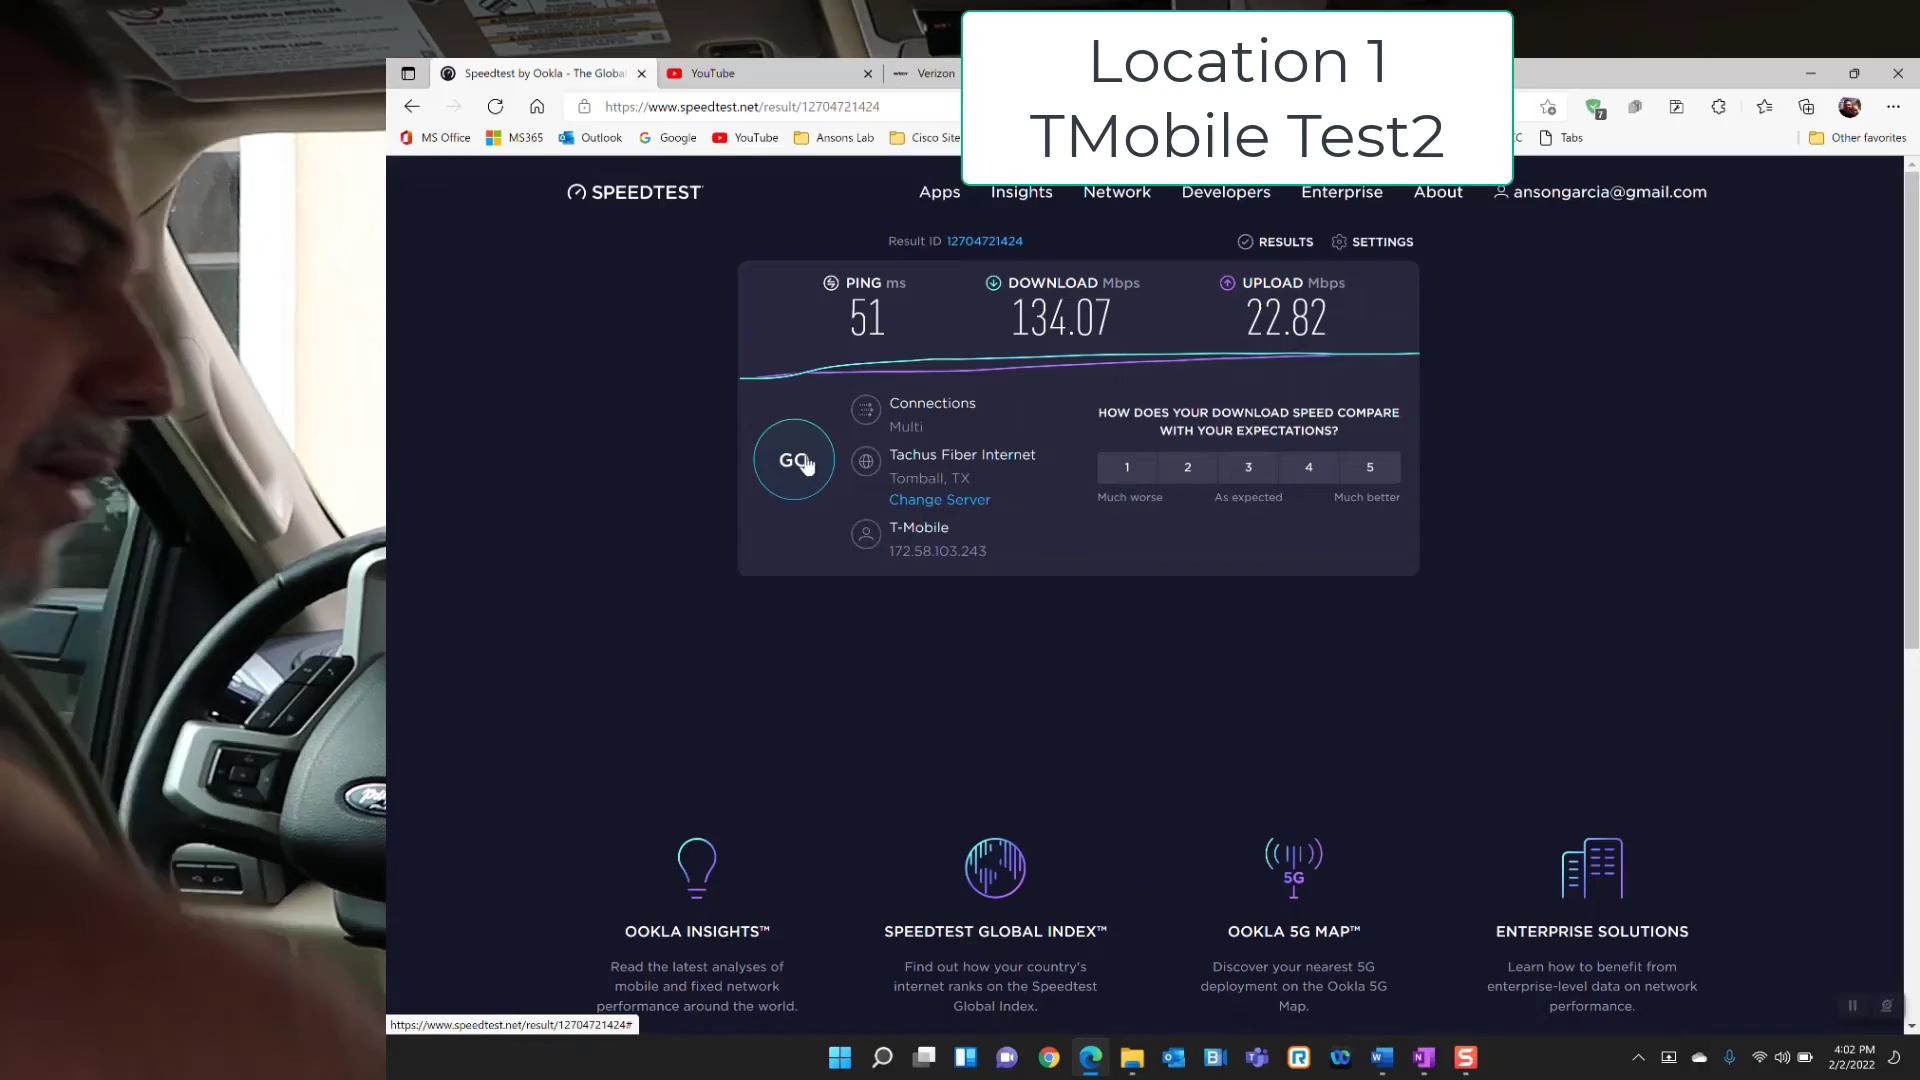 Location 1
TMobile Test2
Speedtest by Ookla - The Global
YouTube
Verizon
https://www.speedtest.net/result/12704721424
7
MS Office
MS365
Outlook
Google
YouTube
Ansons Lab
Cisco Site
Tabs
Other favorites
SPEEDTEST
Apps
Insights
Network
Developers
Enterprise
About
ansongarcia@gmail.com
Result ID 12704721424
RESULTS
SETTINGS
PING ms
51
DOWNLOAD Mbps
134.07
UPLOAD Mbps
22.82
GO
Connections
Multi
Tachus Fiber Internet
Tomball, TX
Change Server
T-Mobile
172.58.103.243
HOW DOES YOUR DOWNLOAD SPEED COMPARE
WITH YOUR EXPECTATIONS?
1 2 3 4 5
Much worse As expected Much better
OOKLA INSIGHTS™
Read the latest analyses of
mobile and fixed network
performance around the world.
SPEEDTEST GLOBAL INDEX™
Find out how your country's
internet ranks on the Speedtest
Global Index.
5G
OOKLA 5G MAP™
Discover your nearest 5G
deployment on the Ookla 5G
Map.
ENTERPRISE SOLUTIONS
Learn how to benefit from
enterprise-level data on network
performance.
https://www.speedtest.net/result/12704721424#
4:02 PM
2/2/2022